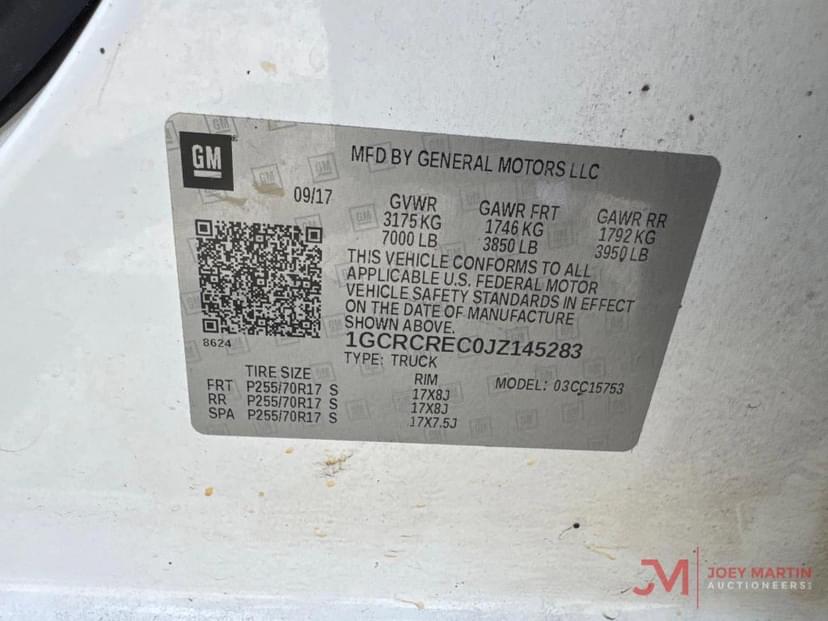 GM
MFD BY GENERAL MOTORS LLC
09/17
GVWR
3175 KG
7000 LB
GAWR FRT
1746 KG
3850 LB
GAWR RR
1792 KG
3950 LB
THIS VEHICLE CONFORMS TO ALL
APPLICABLE U.S. FEDERAL MOTOR
VEHICLE SAFETY STANDARDS IN EFFECT
ON THE DATE OF MANUFACTURE
SHOWN ABOVE.
8624
1GCRCREC0JZ145283
TYPE: TRUCK
MODEL: 03CC15753
TIRE SIZE RIM
FRT P255/70R17 S 17X8J
RR P255/70R17 S 17X8J
SPA P255/70R17 S 17X7.5J
JM
JOEY MARTIN
AUCTIONEERS